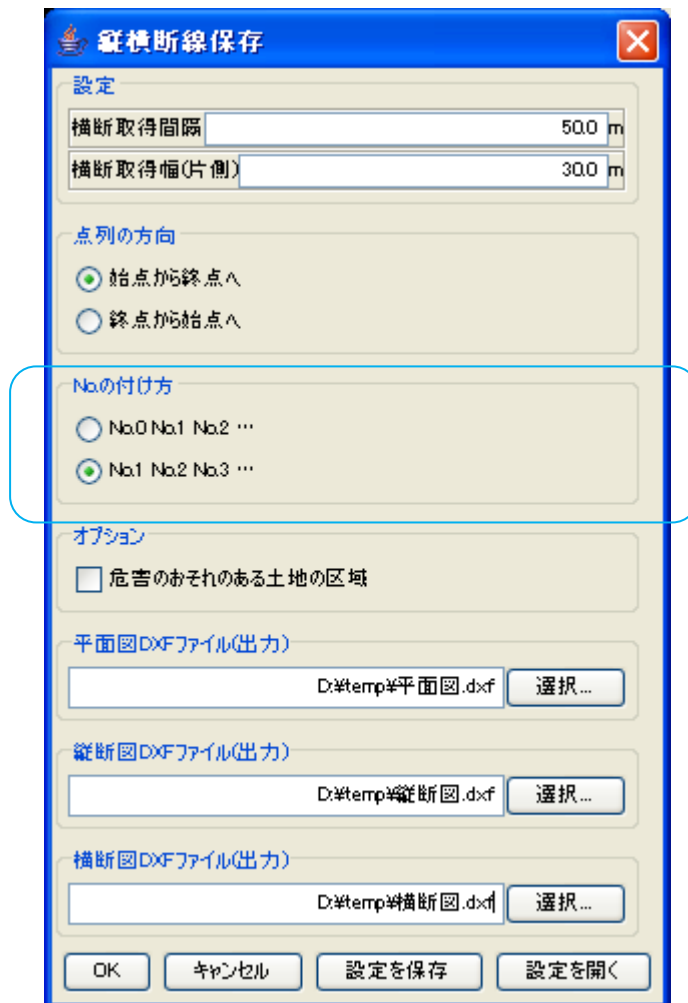 縦横断線保存
設定
横断取得間隔 50.0 m
横断取得幅(片側) 30.0 m
点列の方向
始点から終点へ
終点から始点へ
No.の付け方
No.0 No.1 No.2 …
No.1 No.2 No.3 …
オプション
危害のおそれのある土地の区域
平面図DXFファイル(出力)
D:¥temp¥平面図.dxf 選択...
縦断図DXFファイル(出力)
D:¥temp¥縦断図.dxf 選択...
横断図DXFファイル(出力)
D:¥temp¥横断図.dxf 選択...
OK キャンセル 設定を保存 設定を開く